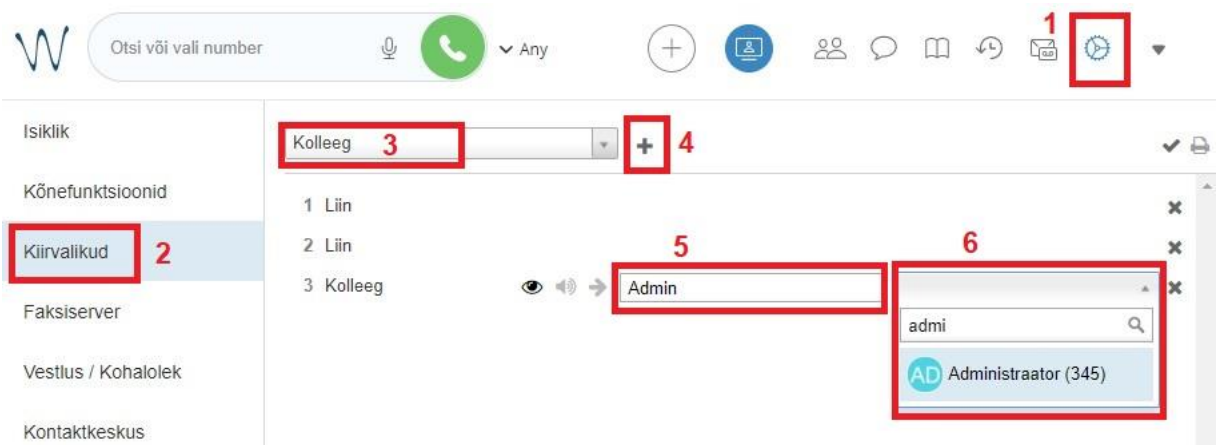 1
Otsi või vali number
Any
Isiklik
Kõnefunktsioonid
Kiirvalikud 2
Faksiserver
Vestlus / Kohalolek
Kontaktkeskus
Kolleeg 3
4
1 Liin
2 Liin
5
6
3 Kolleeg
Admin
admi
AD Administraator (345)